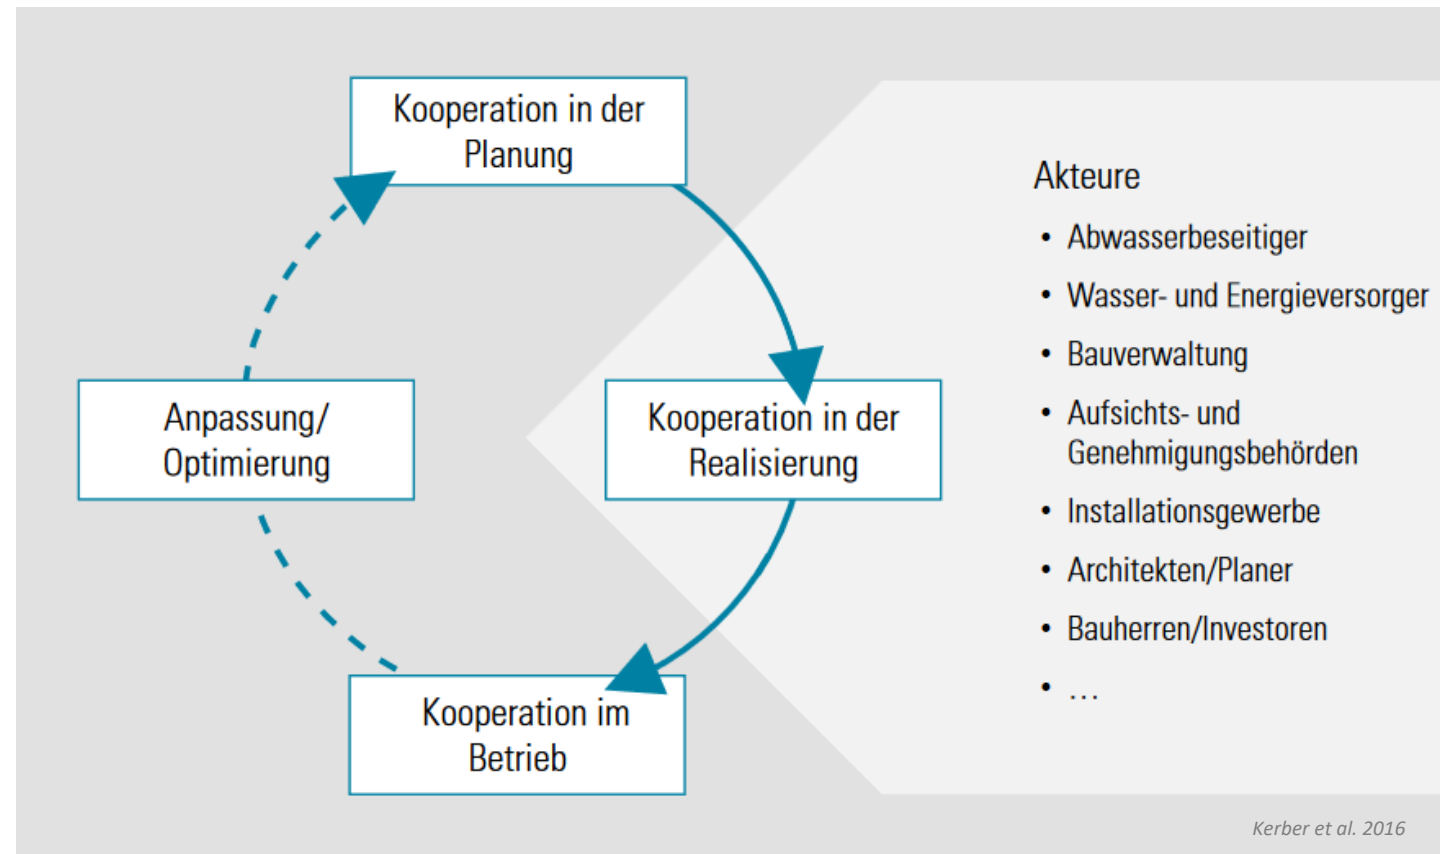 Kooperation in der
Planung
Kooperation in der
Realisierung
Kooperation im
Betrieb
Anpassung/
Optimierung
Akteure
• Abwasserbeseitiger
• Wasser- und Energieversorger
• Bauverwaltung
• Aufsichts- und
Genehmigungsbehörden
• Installationsgewerbe
• Architekten/Planer
• Bauherren/Investoren
• …
Kerber et al. 2016